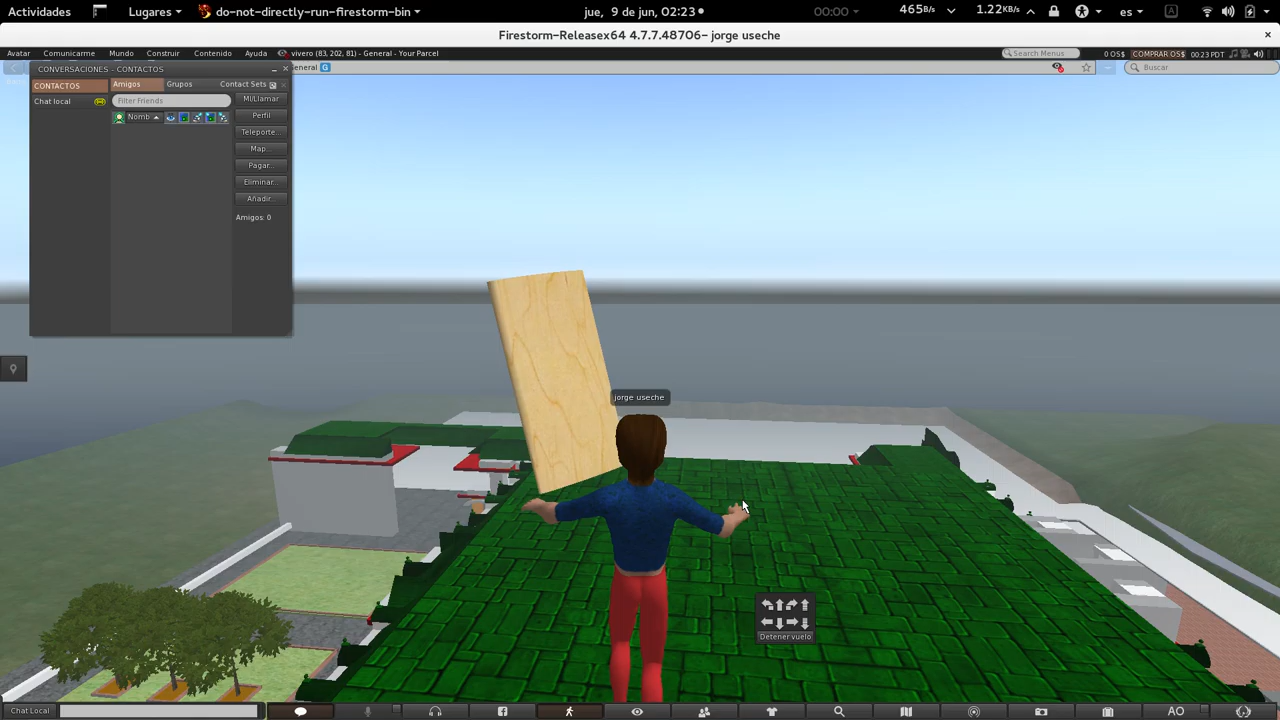 Actividades
Lugares
do-not-directly-run-firestorm-bin
jue, 9 de jun, 02:23
00:00
465B/s
1.22KB/s
es
A
Firestorm-Releasex64 4.7.7.48706- jorge useche
Avatar Comunicarme Mundo Construir Contenido Ayuda
vivero (83, 202, 81) - General - Your Parcel
Search Menus
0 OS$
COMPRAR OS$
00:23 PDT
CONVERSACIONES - CONTACTOS
General G
Buscar
CONTACTOS
Chat local
Amigos
Grupos
Contact Sets
Filter Friends
Nomb
MI/Llamar
Perfil
Teleporte...
Map...
Pagar...
Eliminar...
Añadir...
Amigos: 0
jorge useche
Detener vuelo
Chat Local
AO